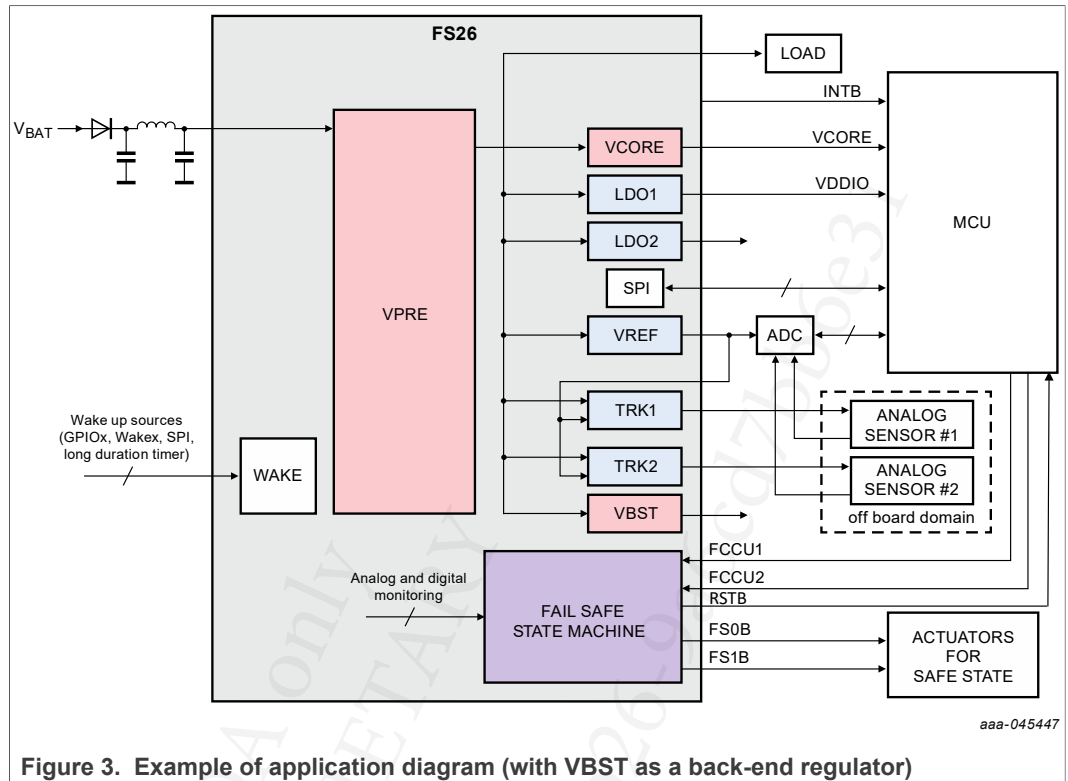 FS26
LOAD
INTB
VBAT
VCORE
VCORE
LDO1
VDDIO
LDO2
MCU
SPI
VPRE
VREF
ADC
Wake up sources
(GPIOx, Wakex, SPI,
long duration timer)
WAKE
TRK1
ANALOG
SENSOR #1
TRK2
ANALOG
SENSOR #2
VBST
off board domain
FCCU1
Analog and digital
monitoring
FCCU2
RSTB
FAIL SAFE
STATE MACHINE
FS0B
FS1B
ACTUATORS
FOR
SAFE STATE
aaa-045447
Figure 3. Example of application diagram (with VBST as a back-end regulator)